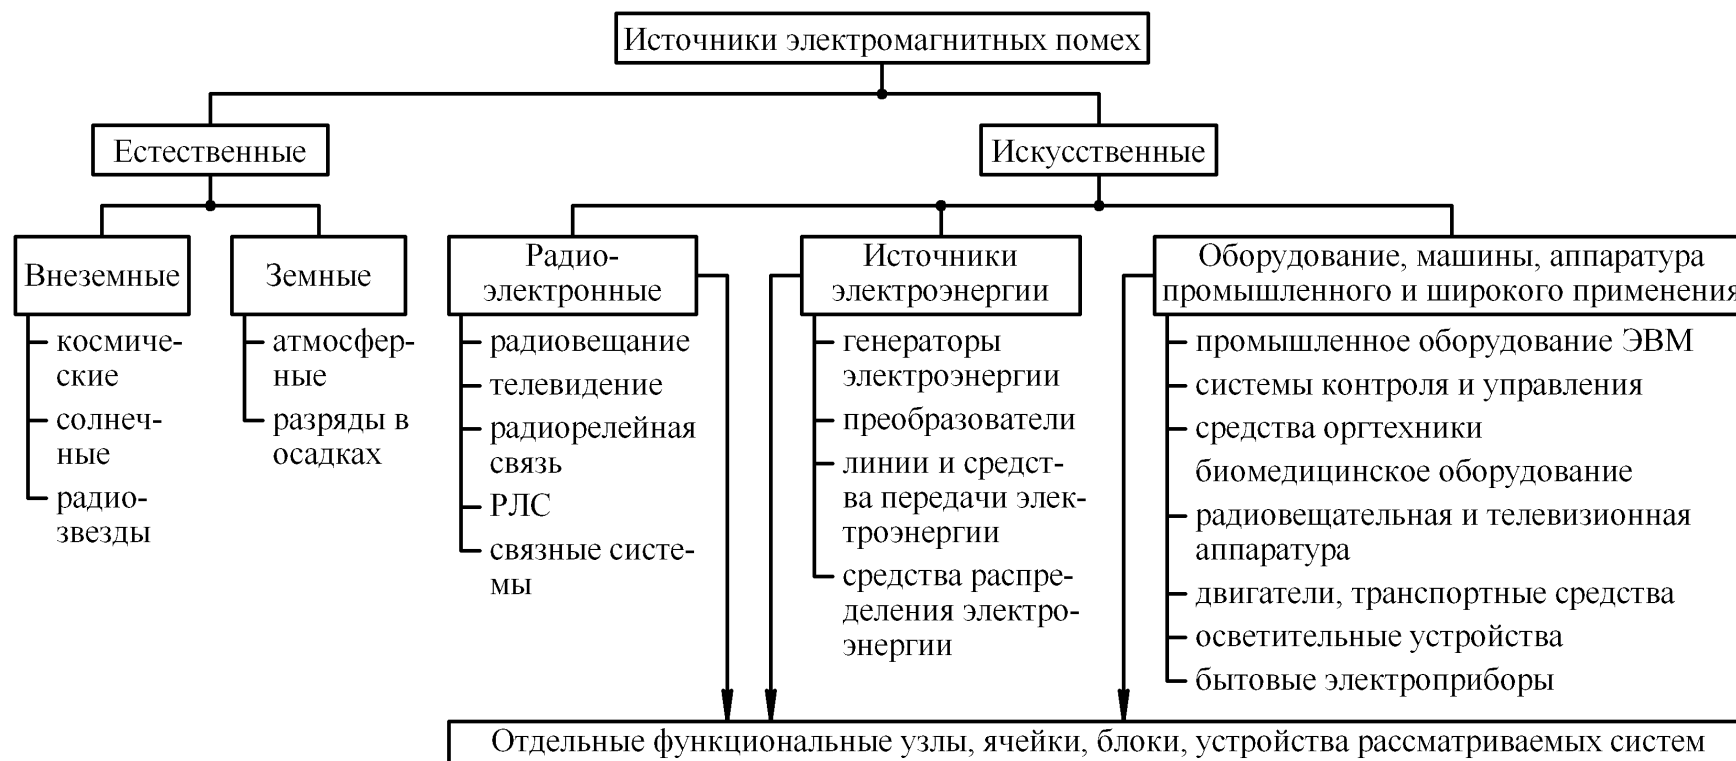 Источники электромагнитных помех
Естественные
Искусственные
Внеземные
космиче-
ские
солнеч-
ные
радио-
звезды
Земные
атмосфер-
ные
разряды в
осадках
Радио-
электронные
радиовещание
телевидение
радиорелейная
связь
РЛС
связные систе-
мы
Источники
электроэнергии
генераторы
электроэнергии
преобразователи
линии и средст-
ва передачи элек-
троэнергии
средства распре-
деления электро-
энергии
Оборудование, машины, аппаратура
промышленного и широкого применения
промышленное оборудование ЭВМ
системы контроля и управления
средства оргтехники
биомедицинское оборудование
радиовещательная и телевизионная
аппаратура
двигатели, транспортные средства
осветительные устройства
бытовые электроприборы
Отдельные функциональные узлы, ячейки, блоки, устройства рассматриваемых систем